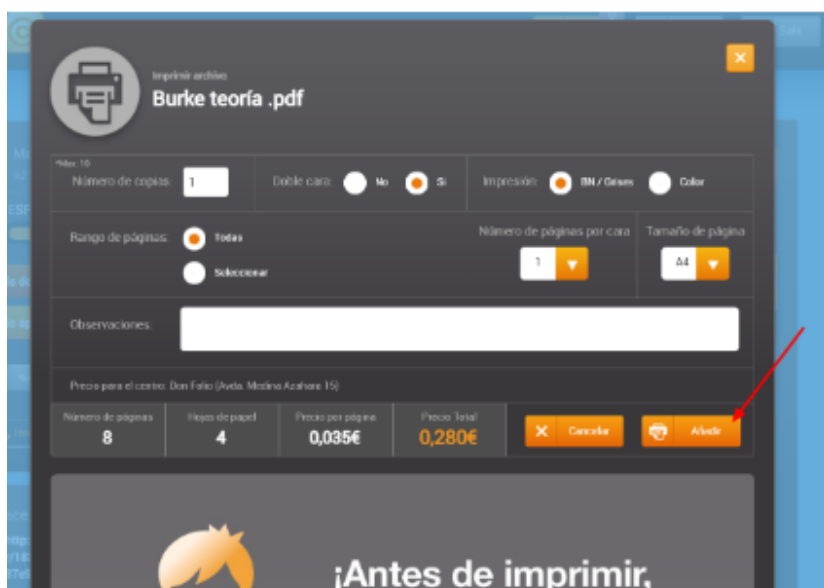 Imprimir archivo
Burke teoría .pdf
*Max: 10
Número de copias: 1
Doble cara: No Si
Impresión: BN / Grises Color
Rango de páginas: Todas
Seleccionar
Número de páginas por cara
1
Tamaño de página
A4
Observaciones:
Precio para el centro: Don Folio (Avda. Medina Azahara 15)
Número de páginas
8
Hojas de papel
4
Precio por página
0,035€
Precio Total
0,280€
Cancelar
Añadir
¡Antes de imprimir,